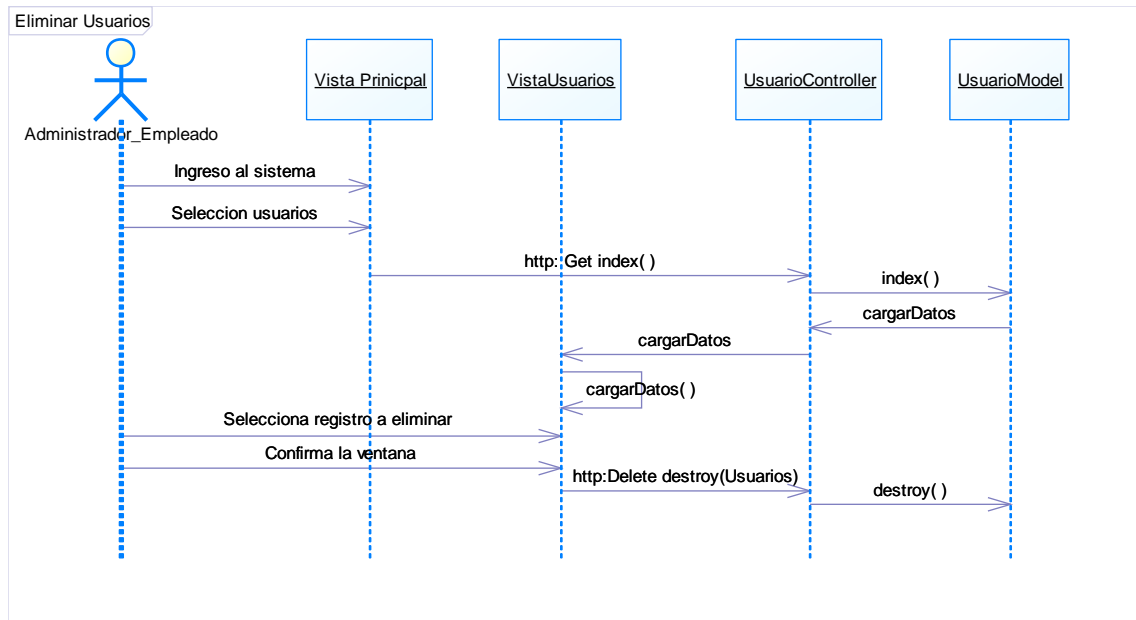 Eliminar Usuarios
Administrador_Empleado
Vista Prinicpal
VistaUsuarios
UsuarioController
UsuarioModel
Ingreso al sistema
Seleccion usuarios
http: Get index( )
index( )
cargarDatos
cargarDatos
cargarDatos( )
Selecciona registro a eliminar
Confirma la ventana
http:Delete destroy(Usuarios)
destroy( )